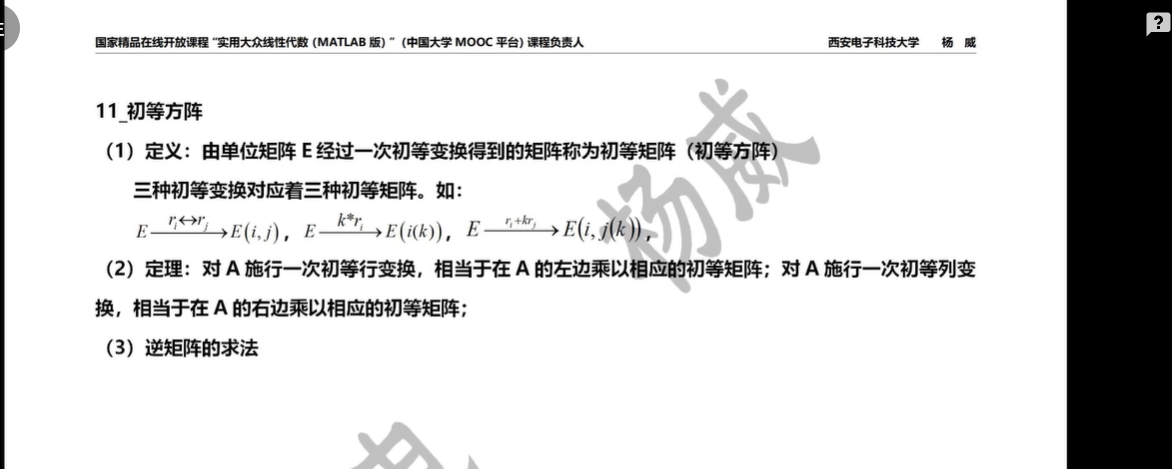 国家精品在线开放课程“实用大众线性代数（MATLAB 版）”（中国大学 MOOC 平台）课程负责人 西安电子科技大学 杨 威
11_初等方阵
（1）定义：由单位矩阵 E 经过一次初等变换得到的矩阵称为初等矩阵（初等方阵）
三种初等变换对应着三种初等矩阵。如：
E —r_i↔r_j→ E(i,j)，E —k*r_i→ E(i(k))，E —r_i+kr_j→ E(i,j(k))，
（2）定理：对 A 施行一次初等行变换，相当于在 A 的左边乘以相应的初等矩阵；对 A 施行一次初等列变
换，相当于在 A 的右边乘以相应的初等矩阵；
（3）逆矩阵的求法
杨威
?